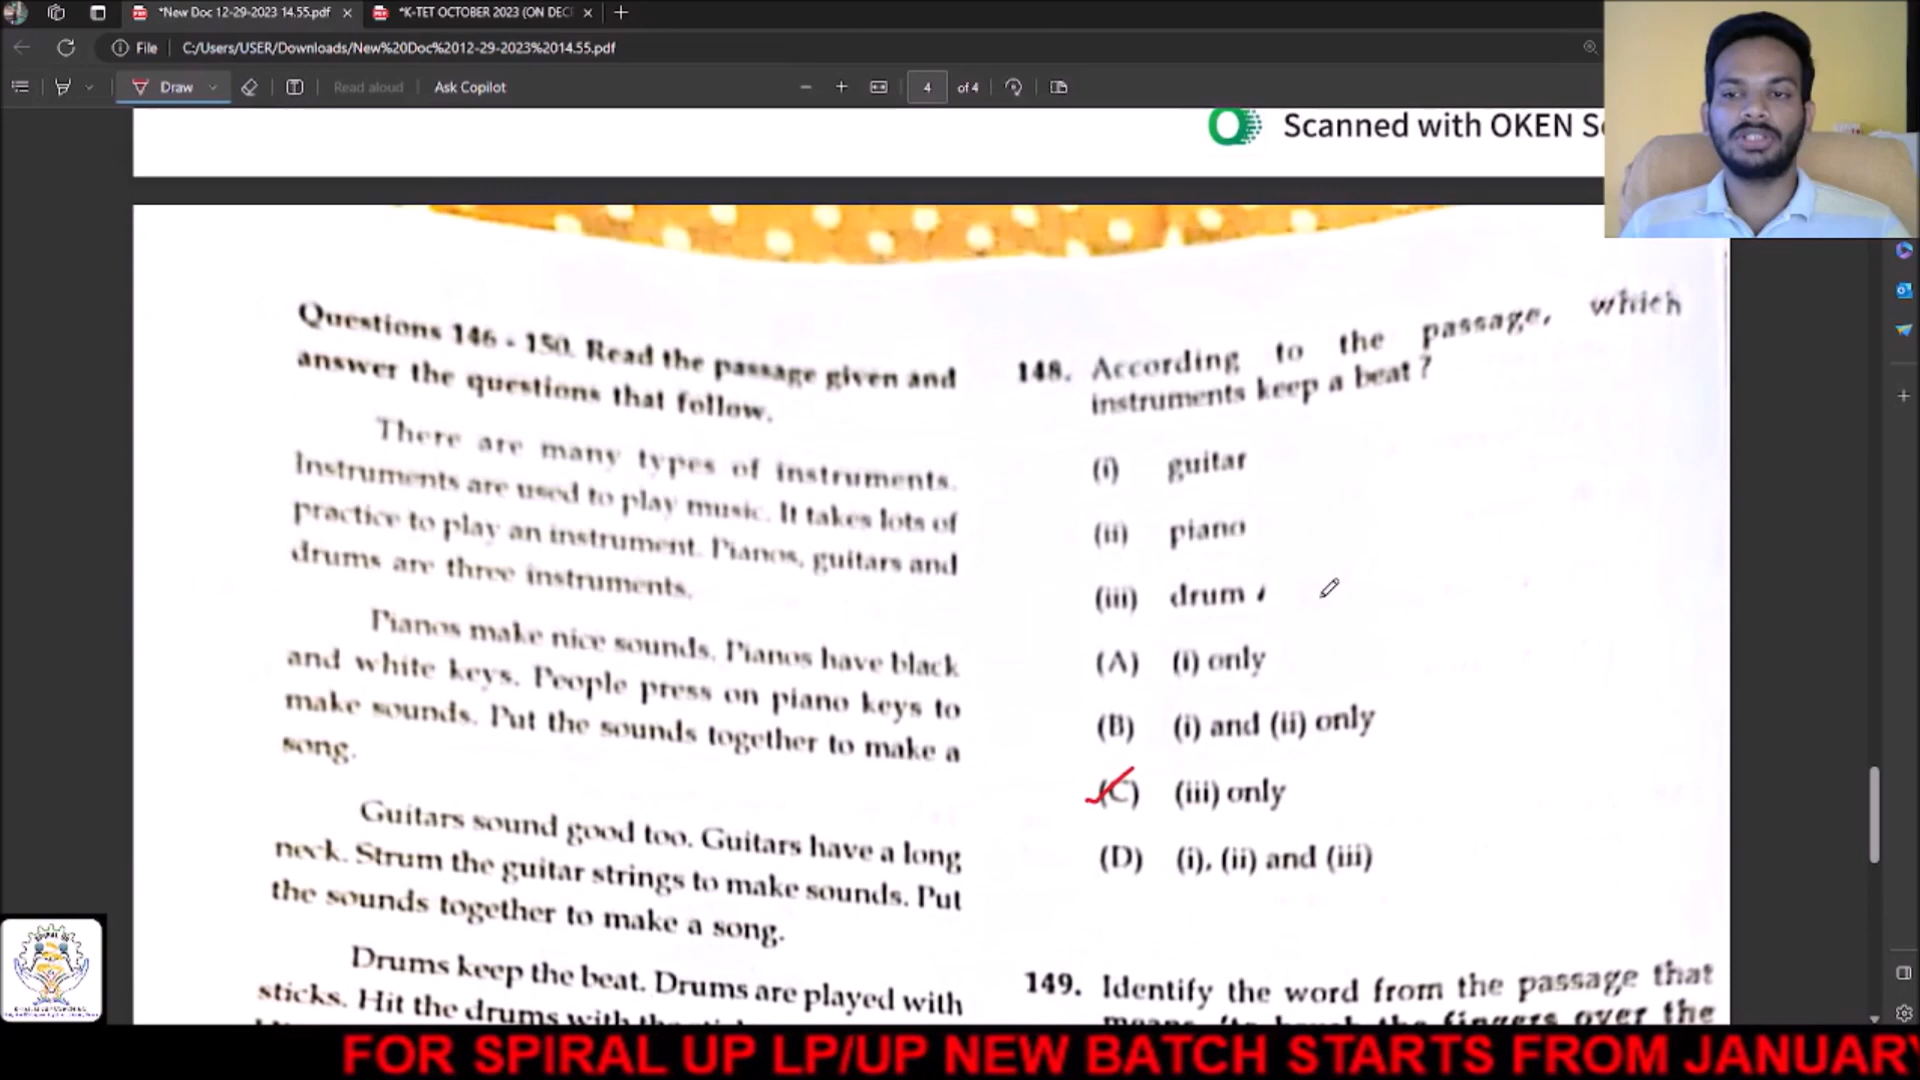 *New Doc 12-29-2023 14.55.pdf
*K-TET OCTOBER 2023 (ON DEC
File C:/Users/USER/Downloads/New%20Doc%2012-29-2023%2014.55.pdf
Draw Read aloud Ask Copilot 4 of 4
Scanned with OKEN S
Questions 146 - 150. Read the passage given and
answer the questions that follow.
There are many types of instruments.
Instruments are used to play music. It takes lots of
practice to play an instrument. Pianos, guitars and
drums are three instruments.
Pianos make nice sounds. Pianos have black
and white keys. People press on piano keys to
make sounds. Put the sounds together to make a
song.
Guitars sound good too. Guitars have a long
neck. Strum the guitar strings to make sounds. Put
the sounds together to make a song.
Drums keep the beat. Drums are played with
sticks. Hit the drums with the
148. According to the passage, which
instruments keep a beat ?
(i) guitar
(ii) piano
(iii) drum
(A) (i) only
(B) (i) and (ii) only
(C) (iii) only
(D) (i), (ii) and (iii)
149. Identify the word from the passage that
means, the fingers over the
FOR SPIRAL UP LP/UP NEW BATCH STARTS FROM JANUARY